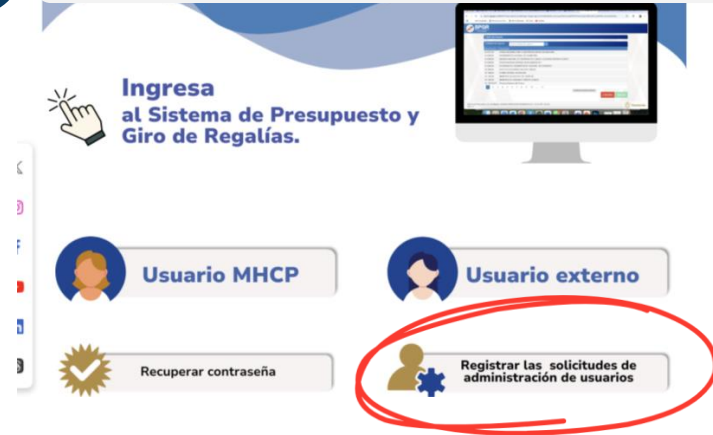 SPGR
Ingresa
al Sistema de Presupuesto y
Giro de Regalías.
Usuario MHCP
Usuario externo
Recuperar contraseña
Registrar las solicitudes de
administración de usuarios